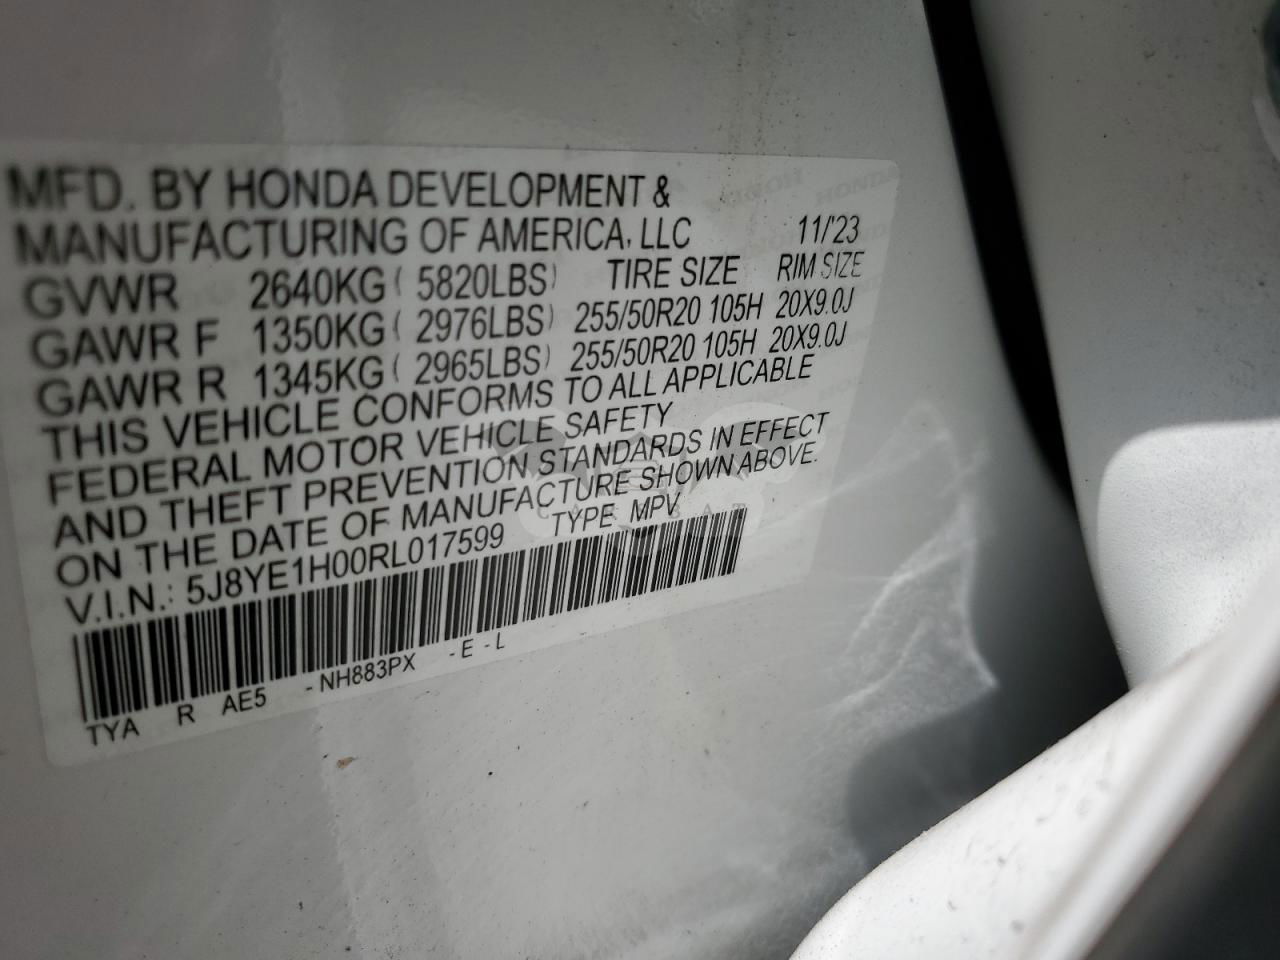 MFD. BY HONDA DEVELOPMENT &
MANUFACTURING OF AMERICA, LLC 11/'23
GVWR 2640KG ( 5820LBS) TIRE SIZE RIM SIZE
GAWR F 1350KG ( 2976LBS) 255/50R20 105H 20X9.0J
GAWR R 1345KG ( 2965LBS) 255/50R20 105H 20X9.0J
THIS VEHICLE CONFORMS TO ALL APPLICABLE
FEDERAL MOTOR VEHICLE SAFETY
AND THEFT PREVENTION STANDARDS IN EFFECT
ON THE DATE OF MANUFACTURE SHOWN ABOVE.
V.I.N.: 5J8YE1H00RL017599 TYPE: MPV
TYA R AE5 -NH883PX -E -L